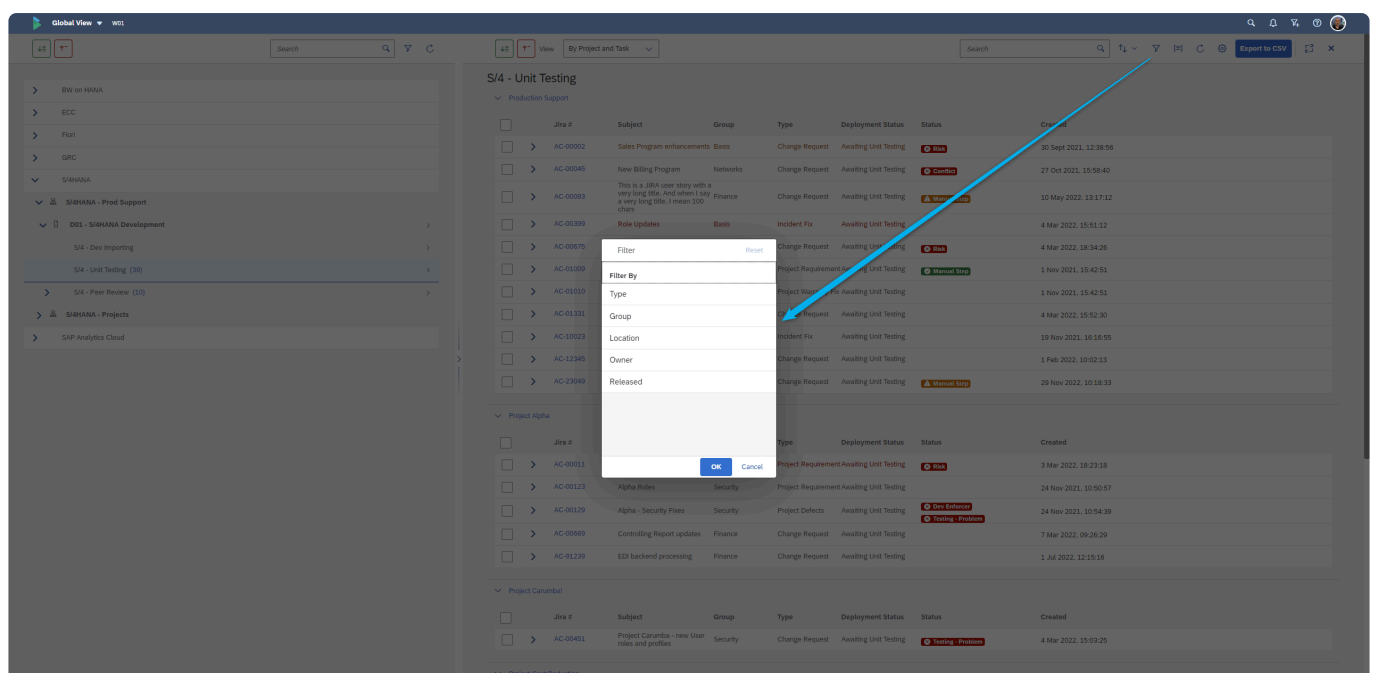 Global View W01
Search
View By Project and Task
Search
Export to CSV
BW on HANA
ECC
Fiori
GRC
S/4HANA
S/4HANA - Prod Support
D01 - S/4HANA Development
S/4 - Dev Importing
S/4 - Unit Testing (39)
S/4 - Peer Review (10)
S/4HANA - Projects
SAP Analytics Cloud
S/4 - Unit Testing
Production Support
Jira # Subject Group Type Deployment Status Status Created
AC-00002 Sales Program enhancements Basis Change Request Awaiting Unit Testing Risk 30 Sept 2021, 12:38:56
AC-00045 New Billing Program Networks Change Request Awaiting Unit Testing Conflict 27 Oct 2021, 15:58:40
This is a JIRA user story with a
very long title. And when I say
AC-00093 a very long title, I mean 100 Finance Change Request Awaiting Unit Testing Manual Step 10 May 2022, 13:17:12
chars
AC-00399 Role Updates Basis Incident Fix Awaiting Unit Testing 4 Mar 2022, 15:51:12
AC-00675 Change Request Awaiting Unit Testing Risk 4 Mar 2022, 18:34:26
AC-01009 Project Requirement Awaiting Unit Testing Manual Step 1 Nov 2021, 15:42:51
AC-01010 Project Fix Awaiting Unit Testing 1 Nov 2021, 15:42:51
AC-01331 Request Awaiting Unit Testing 4 Mar 2022, 15:52:30
AC-10023 Incident Fix Awaiting Unit Testing 19 Nov 2021, 16:16:55
AC-12345 Change Request Awaiting Unit Testing 1 Feb 2022, 10:02:13
AC-23049 Change Request Awaiting Unit Testing Manual Step 29 Nov 2022, 10:18:33
Filter Reset
Filter By
Type
Group
Location
Owner
Released
OK Cancel
Project Alpha
Jira # Type Deployment Status Status Created
AC-00011 Project Requirement Awaiting Unit Testing Risk 3 Mar 2022, 18:23:18
AC-00123 Alpha Roles Security Project Requirement Awaiting Unit Testing 24 Nov 2021, 10:50:57
AC-00129 Alpha - Security Fixes Security Project Defects Awaiting Unit Testing Dev Enforcer 24 Nov 2021, 10:54:39
Testing - Problem
AC-00689 Controlling Report updates Finance Change Request Awaiting Unit Testing 7 Mar 2022, 09:26:29
AC-91239 EDI backend processing Finance Change Request Awaiting Unit Testing 1 Jul 2022, 12:15:16
Project Carumba!
Jira # Subject Group Type Deployment Status Status Created
AC-00451 Project Carumba - new User Security Change Request Awaiting Unit Testing Testing - Problem 4 Mar 2022, 15:03:25
roles and profiles